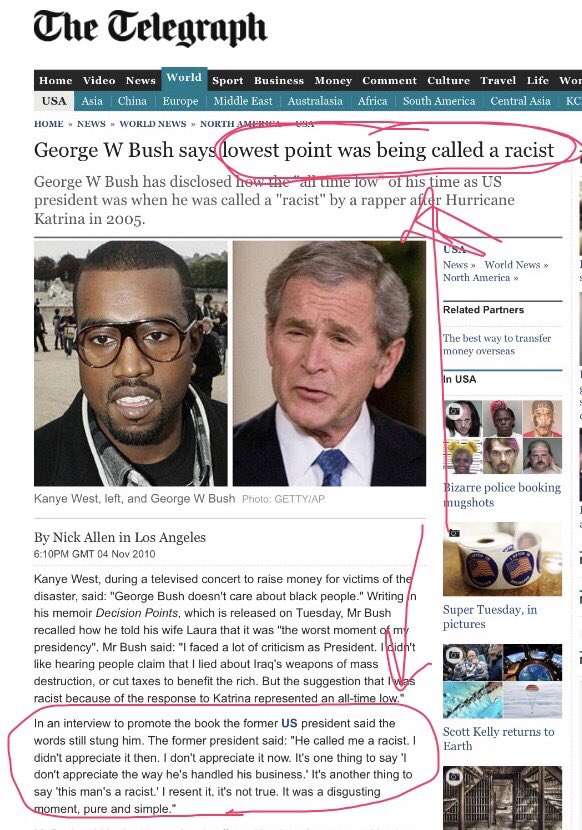 The Telegraph
Home Video News World Sport Business Money Comment Culture Travel Life
USA Asia China Europe Middle East Australasia Africa South America Central Asia
HOME » NEWS » WORLD NEWS » NORTH AMERICA » USA
George W Bush says lowest point was being called a racist
George W Bush has disclosed how the "all time low" of his time as US
president was when he was called a "racist" by a rapper after Hurricane
Katrina in 2005.
Kanye West, left, and George W Bush Photo: GETTY/AP
By Nick Allen in Los Angeles
6:10PM GMT 04 Nov 2010
Kanye West, during a televised concert to raise money for victims of the
disaster, said: "George Bush doesn't care about black people." Writing in
his memoir Decision Points, which is released on Tuesday, Mr Bush
recalled how he told his wife Laura that it was "the worst moment of my
presidency". Mr Bush said: "I faced a lot of criticism as President. I didn't
like hearing people claim that I lied about Iraq's weapons of mass
destruction, or cut taxes to benefit the rich. But the suggestion that I was
racist because of the response to Katrina represented an all-time low."
In an interview to promote the book the former US president said the
words still stung him. The former president said: "He called me a racist. I
didn't appreciate it then. I don't appreciate it now. It's one thing to say 'I
don't appreciate the way he's handled his business.' It's another thing to
say 'this man's a racist.' I resent it, it's not true. It was a disgusting
moment, pure and simple."
USA
News » World News »
North America »
Related Partners
The best way to transfer
money overseas
In USA
Bizarre police booking
mugshots
Super Tuesday, in
pictures
Scott Kelly returns to
Earth